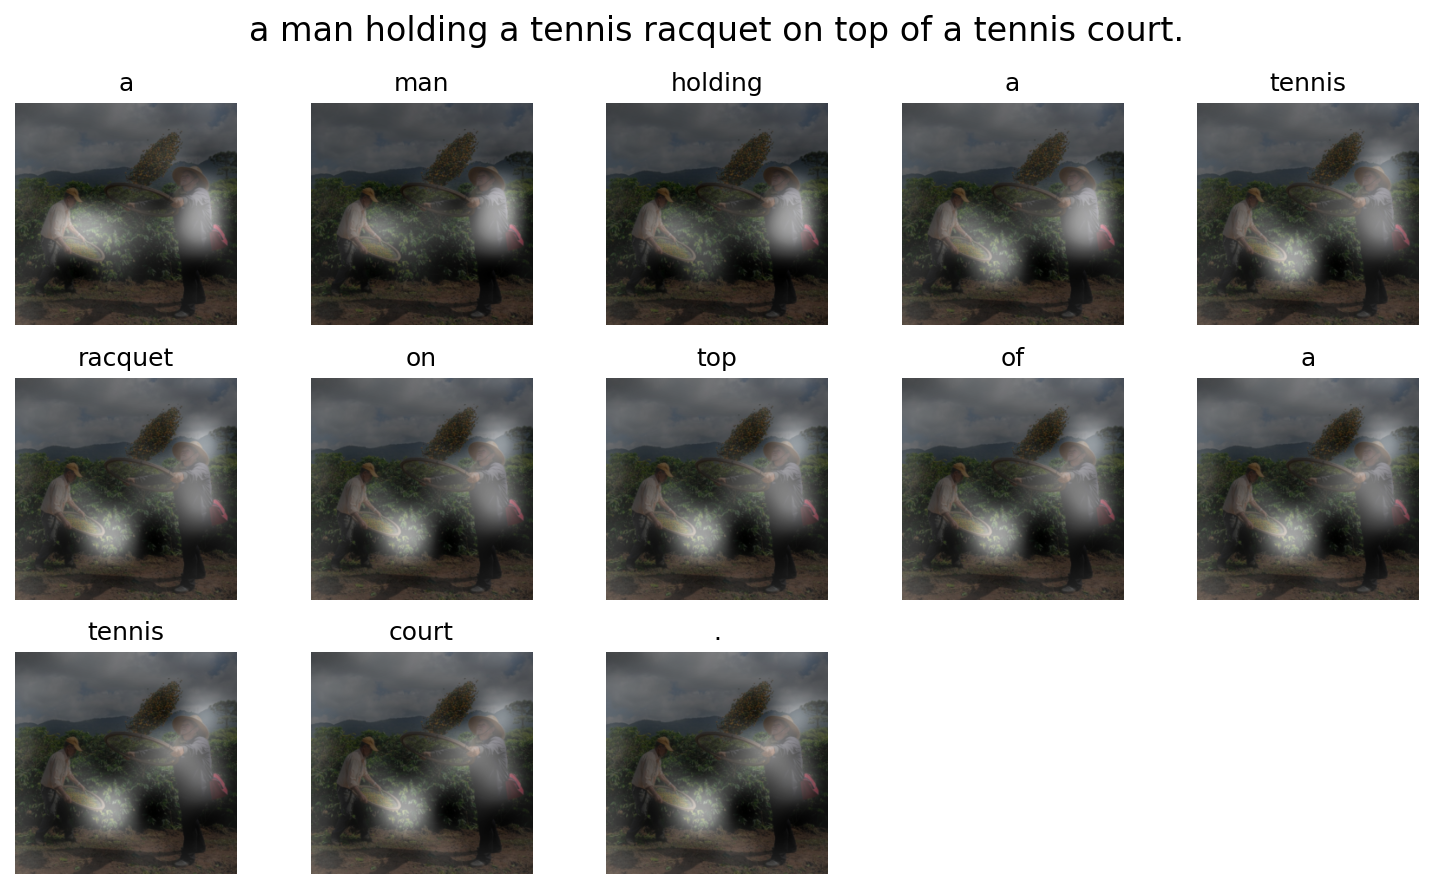 a man holding a tennis racquet on top of a tennis court.
a man holding a tennis
racquet on top of a
tennis court .